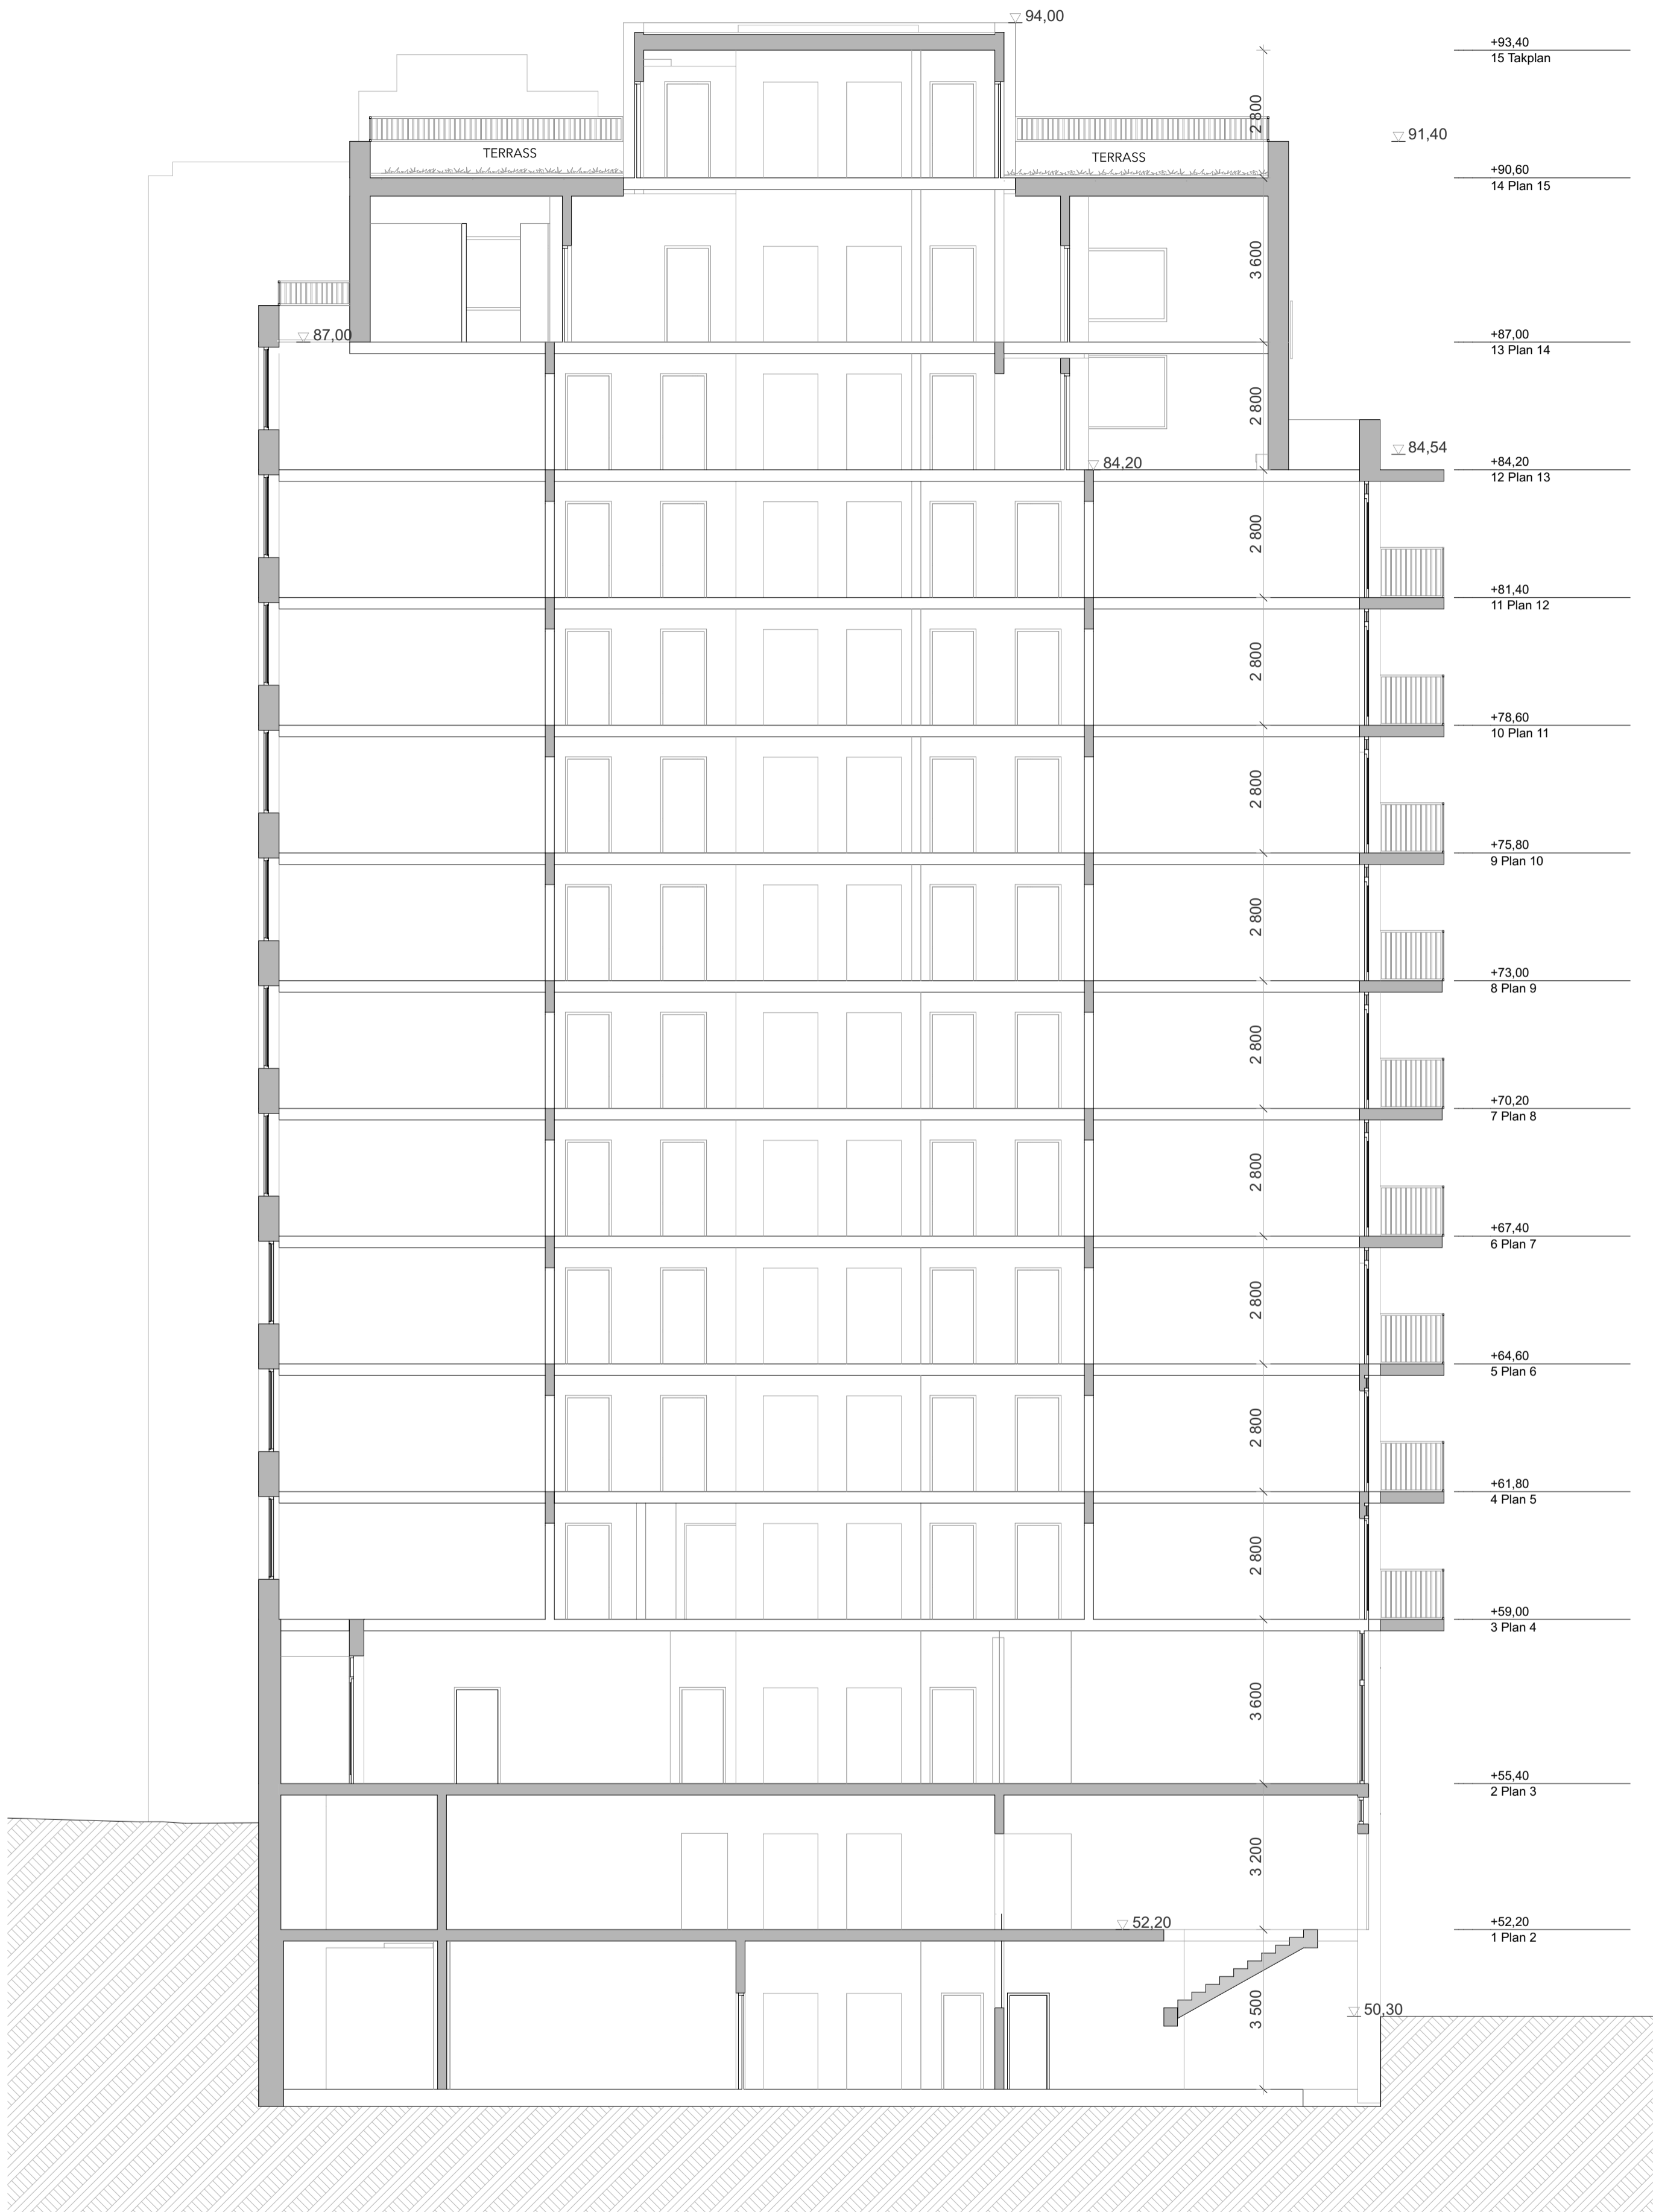 94,00
+93,40
15 Takplan
2 800
91,40
TERRASS
TERRASS
+90,60
14 Plan 15
3 600
87,00
+87,00
13 Plan 14
2 800
84,54
84,20
+84,20
12 Plan 13
2 800
+81,40
11 Plan 12
2 800
+78,60
10 Plan 11
2 800
+75,80
9 Plan 10
2 800
+73,00
8 Plan 9
2 800
+70,20
7 Plan 8
2 800
+67,40
6 Plan 7
2 800
+64,60
5 Plan 6
2 800
+61,80
4 Plan 5
2 800
+59,00
3 Plan 4
3 600
+55,40
2 Plan 3
3 200
52,20
+52,20
1 Plan 2
3 500
50,30